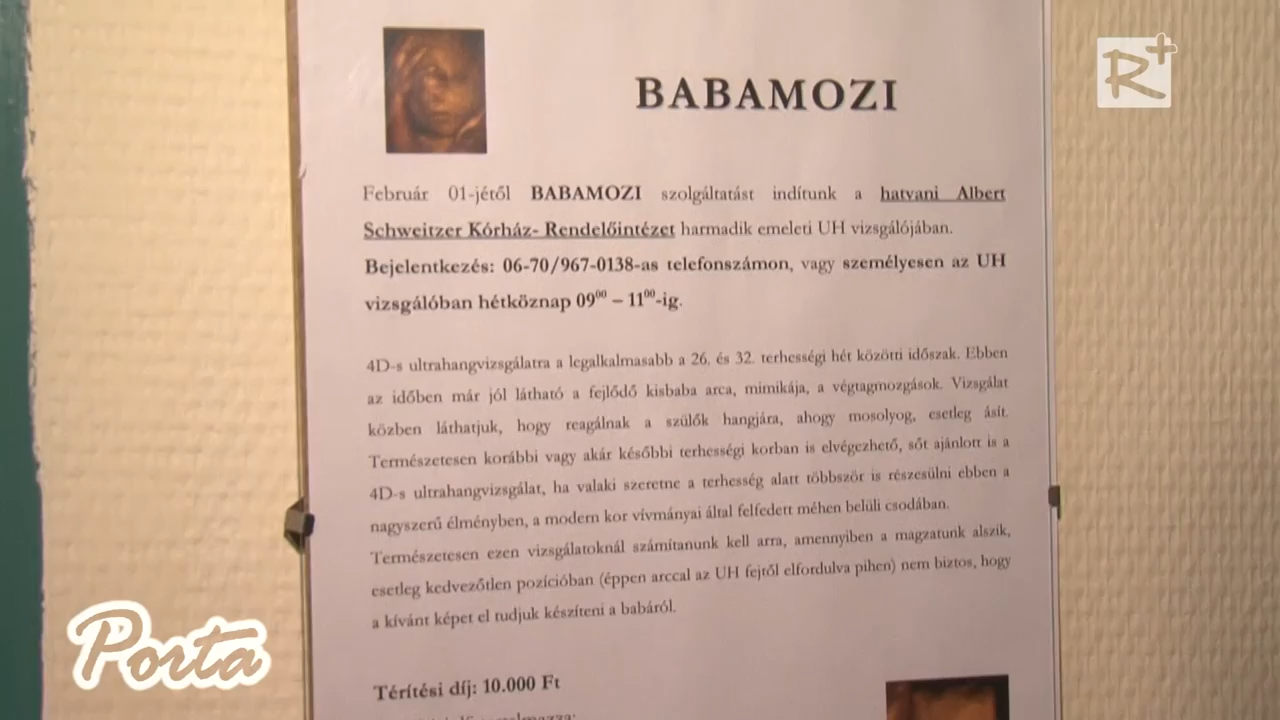 R+
BABAMOZI
Február 01-jétől BABAMOZI szolgáltatást indítunk a hatvani Albert
Schweitzer Kórház- Rendelőintézet harmadik emeleti UH vizsgálójában.
Bejelentkezés: 06-70/967-0138-as telefonszámon, vagy személyesen az UH
vizsgálóban hétköznap 09⁰⁰ – 11⁰⁰-ig.
4D-s ultrahangvizsgálatra a legalkalmasabb a 26. és 32. terhességi hét közötti időszak. Ebben
az időben már jól látható a fejlődő kisbaba arca, mimikája, a végtagmozgások. Vizsgálat
közben láthatjuk, hogy reagálnak a szülők hangjára, ahogy mosolyog, esetleg ásít.
Természetesen korábbi vagy akár későbbi terhességi korban is elvégezhető, sőt ajánlott is a
4D-s ultrahangvizsgálat, ha valaki szeretne a terhesség alatt többször is részesülni ebben a
nagyszerű élményben, a modern kor vívmányai által felfedett méhen belüli csodában.
Természetesen ezen vizsgálatoknál számítanunk kell arra, amennyiben a magzatunk alszik,
esetleg kedvezőtlen pozícióban (éppen arccal az UH fejtől elfordulva pihen) nem biztos, hogy
a kívánt képet el tudjuk készíteni a babáról.
Térítési díj: 10.000 Ft
Porta